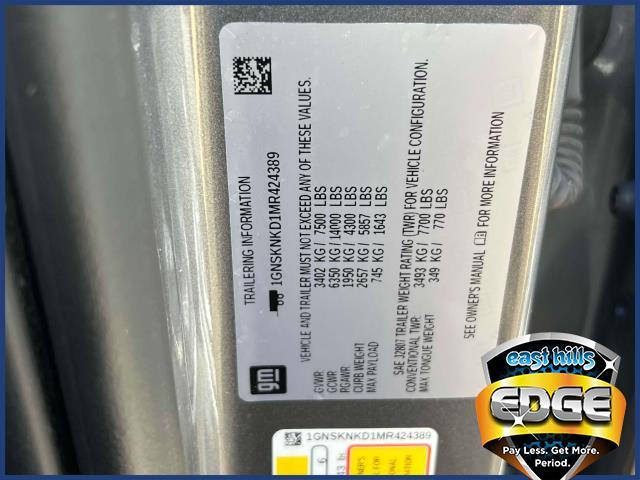 TRAILERING INFORMATION
1GNSKNKD1MR424389
VEHICLE AND TRAILER MUST NOT EXCEED ANY OF THESE VALUES.
GVWR 3402 KG / 7500 LBS
GCWR 6350 KG / 14000 LBS
RGAWR 1950 KG / 4300 LBS
CURB WEIGHT 2657 KG / 5857 LBS
MAX PAYLOAD 745 KG / 1643 LBS
SAE J2807 TRAILER WEIGHT RATING (TWR) FOR VEHICLE CONFIGURATION.
CONVENTIONAL TWR: 3493 KG / 7700 LBS
MAX TONGUE WEIGHT 349 KG / 770 LBS
SEE OWNER'S MANUAL FOR MORE INFORMATION
gm
1GNSKNKD1MR424389
east hills
EDGE
Pay Less. Get More.
Period.